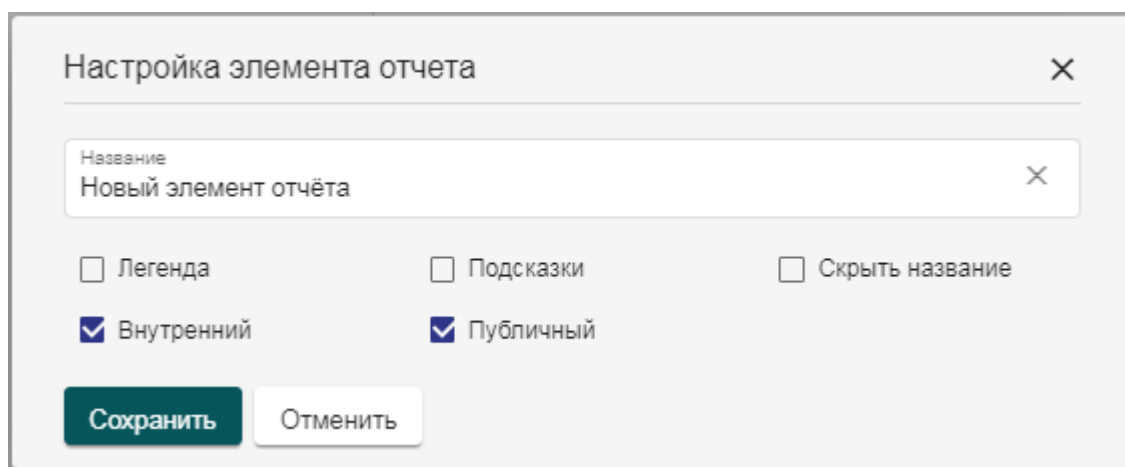 Настройка элемента отчета
Название
Новый элемент отчёта
Легенда
Подсказки
Скрыть название
Внутренний
Публичный
Сохранить
Отменить